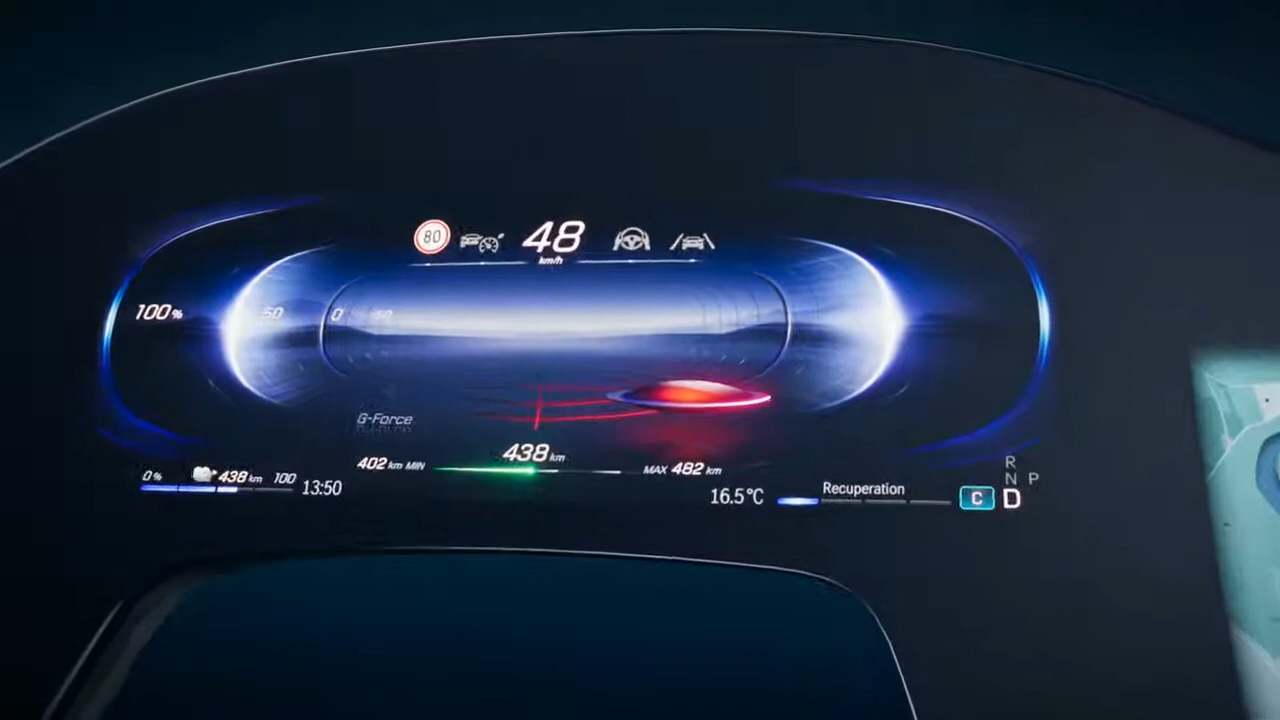 80
48
km/h
100 %
50
0
50
G-Force
438 km
402 km MIN
MAX 482 km
0%
438 km
100
13:50
16.5°C
Recuperation
C
R
N P
D